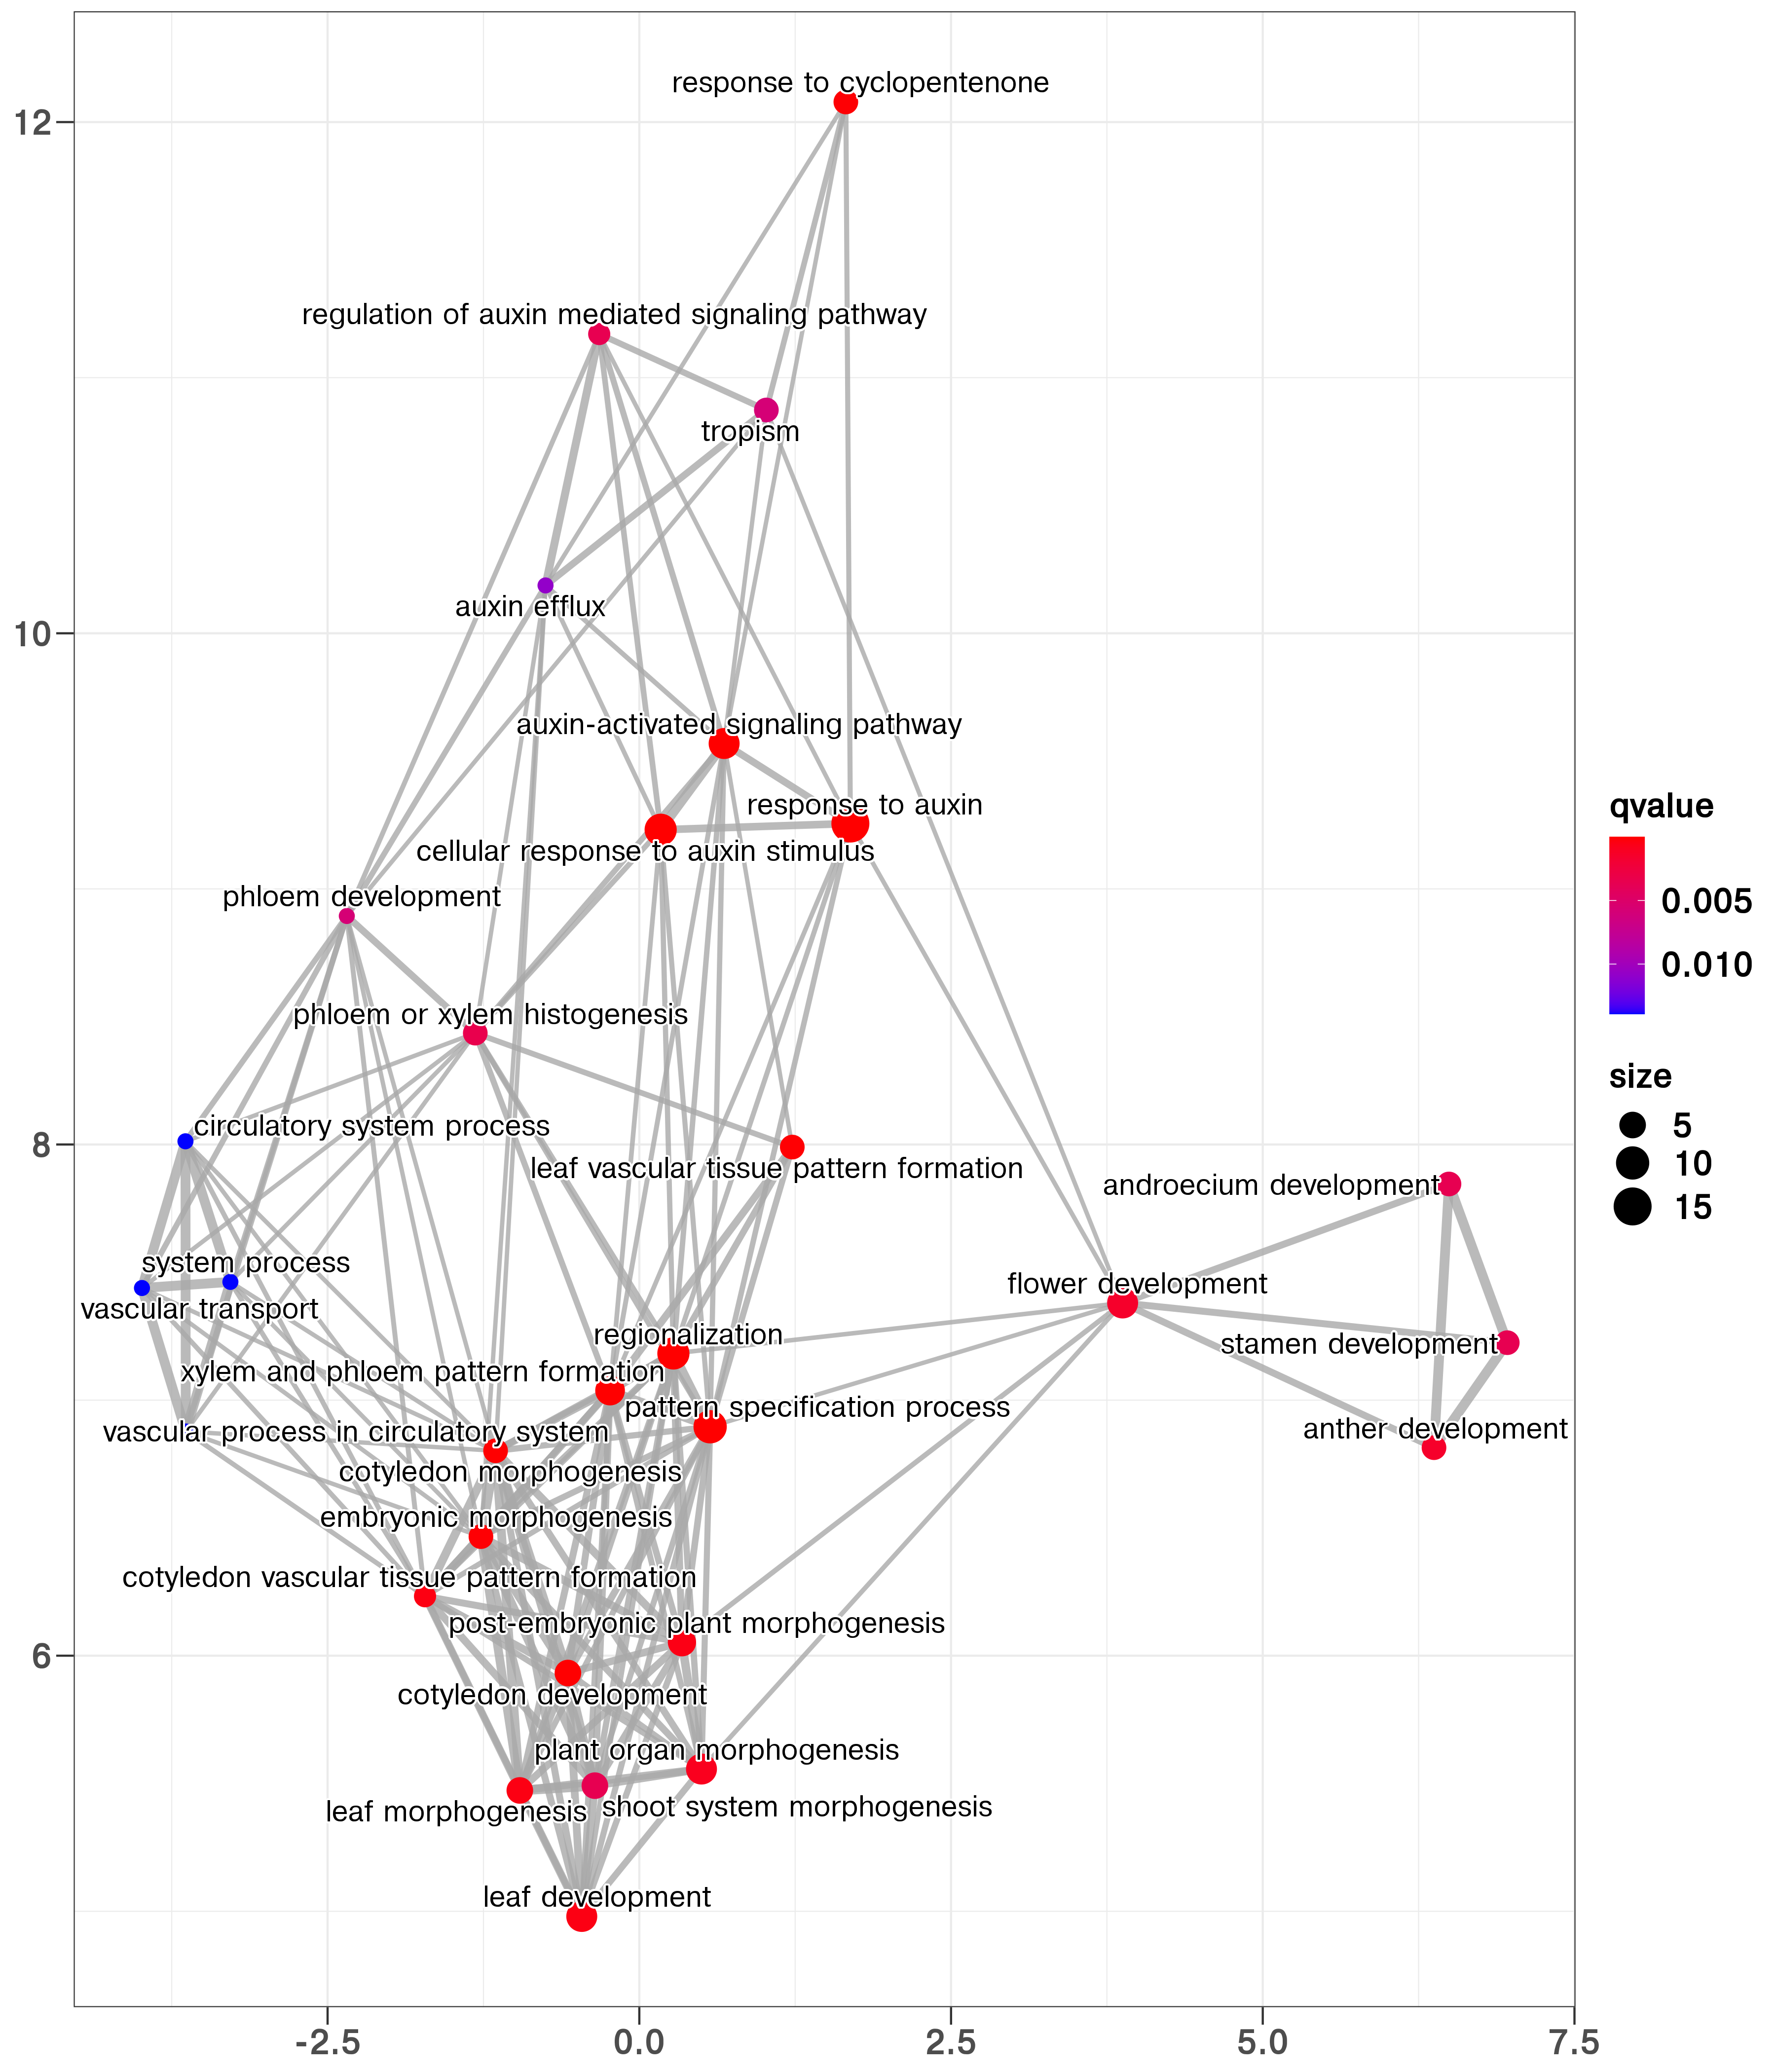 response to cyclopentenone
12
regulation of auxin mediated signaling pathway
tropism
auxin efflux
10
auxin-activated signaling pathway
response to auxin
cellular response to auxin stimulus
phloem development
phloem or xylem histogenesis
circulatory system process
8
leaf vascular tissue pattern formation
androecium development
system process
flower development
vascular transport
regionalization
stamen development
xylem and phloem pattern formation
pattern specification process
anther development
vascular process in circulatory system
cotyledon morphogenesis
embryonic morphogenesis
cotyledon vascular tissue pattern formation
post-embryonic plant morphogenesis
6
cotyledon development
plant organ morphogenesis
shoot system morphogenesis
leaf morphogenesis
leaf development
-2.5
0.0
2.5
5.0
7.5
qvalue
0.005
0.010
size
5
10
15